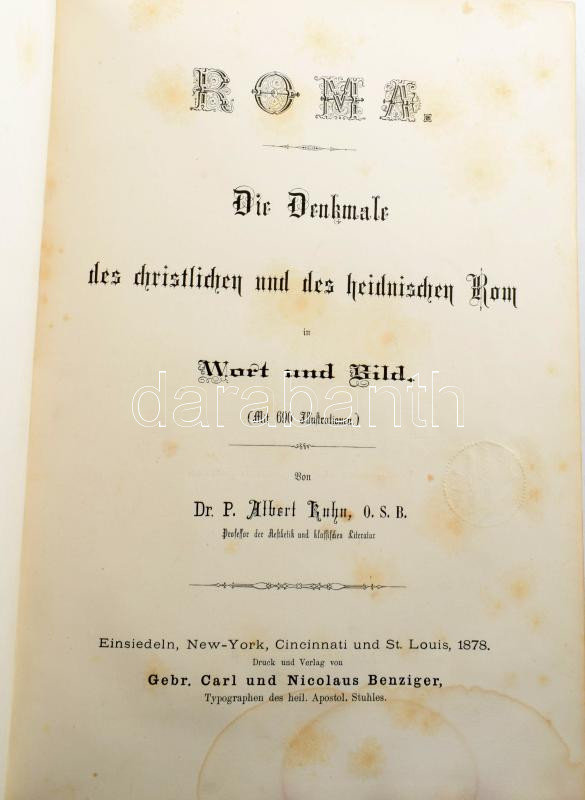 ROMA.
Die Denkmale
des christlichen und des heidnischen Rom
in
Wort und Bild.
(Mit 690 Illustrationen.)
Von
Dr. P. Albert Kuhn, O. S. B.
Professor der Aesthetik und klassischen Literatur
Einsiedeln, New-York, Cincinnati und St. Louis, 1878.
Druck und Verlag von
Gebr. Carl und Nicolaus Benziger,
Typographen des heil. Apostol. Stuhles.
darabanth